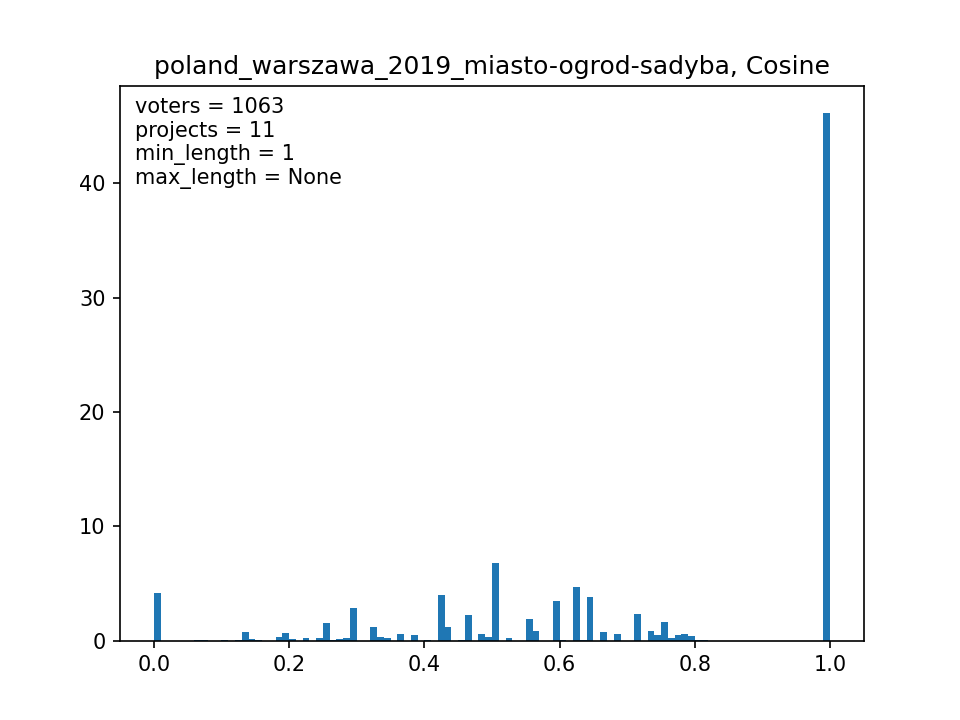 poland_warszawa_2019_miasto-ogrod-sadyba, Cosine
voters = 1063
projects = 11
min_length = 1
max_length = None
40
30
20
10
0
0.0 0.2 0.4 0.6 0.8 1.0